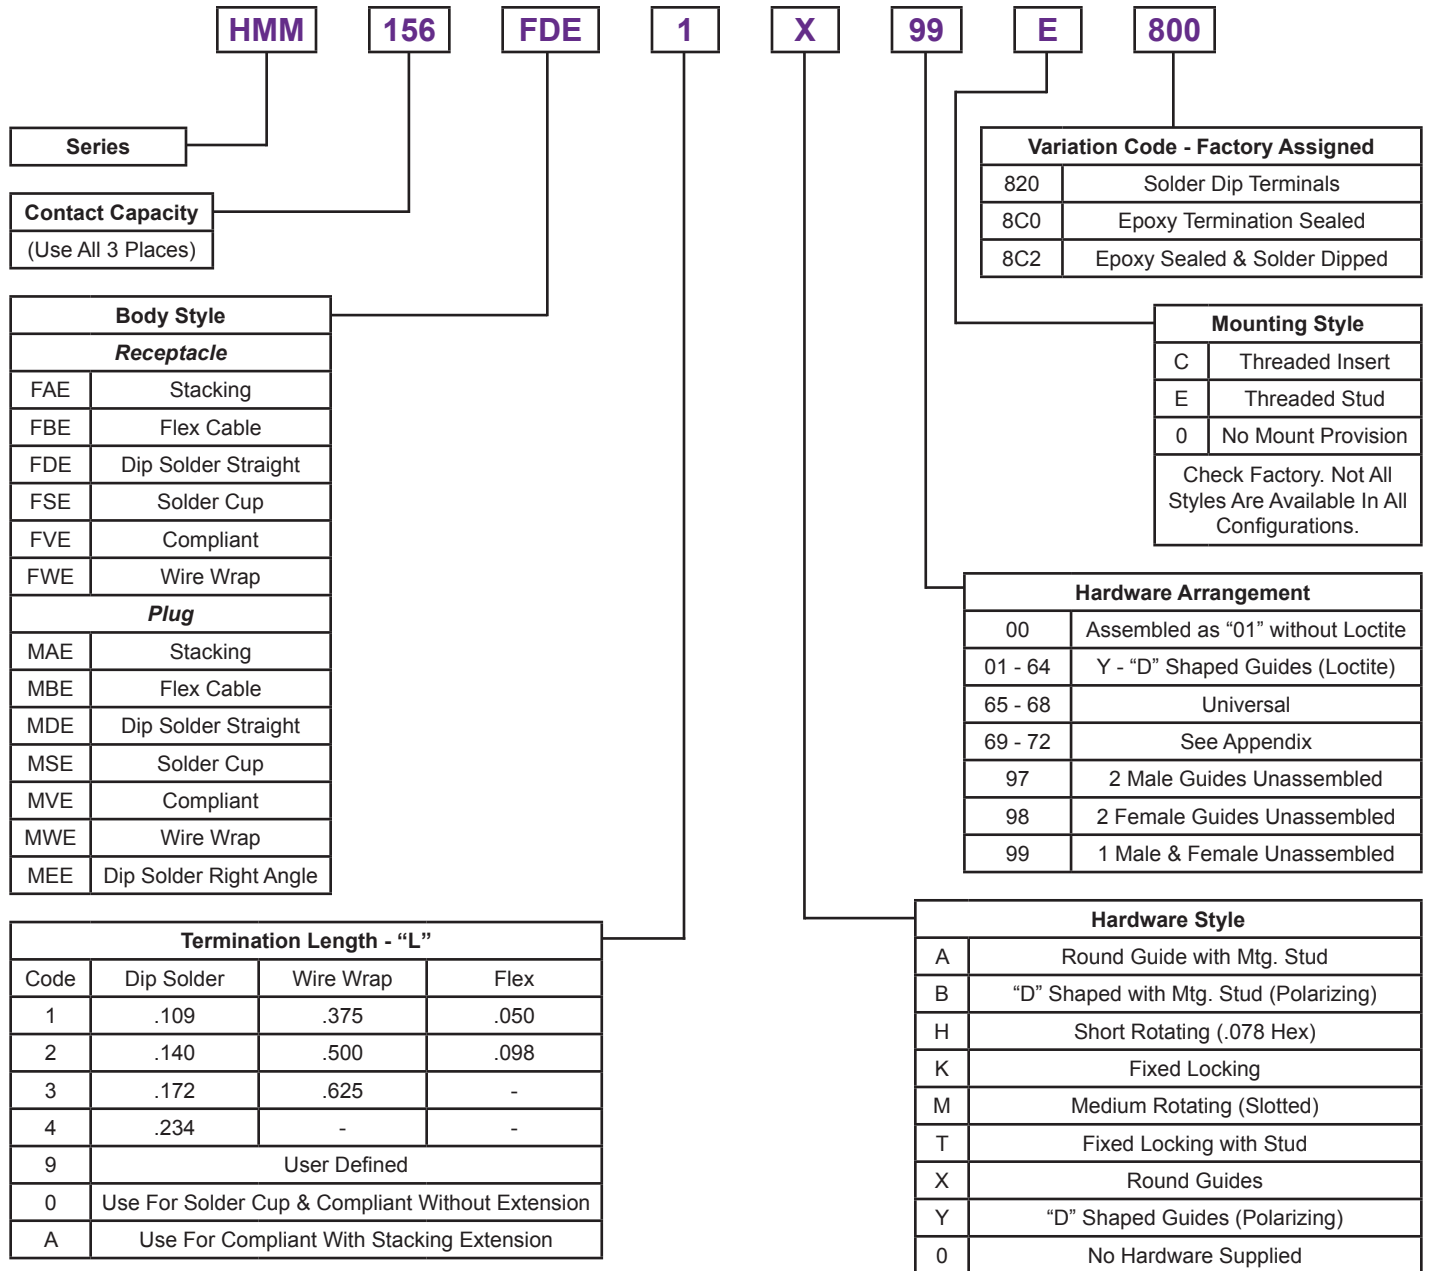 HMM 156 FDE 1 X 99 E 800
Series
Contact Capacity
(Use All 3 Places)
Body Style
Receptacle
FAE Stacking
FBE Flex Cable
FDE Dip Solder Straight
FSE Solder Cup
FVE Compliant
FWE Wire Wrap
Plug
MAE Stacking
MBE Flex Cable
MDE Dip Solder Straight
MSE Solder Cup
MVE Compliant
MWE Wire Wrap
MEE Dip Solder Right Angle
Termination Length - “L”
Code Dip Solder Wire Wrap Flex
1 .109 .375 .050
2 .140 .500 .098
3 .172 .625 -
4 .234 - -
9 User Defined
0 Use For Solder Cup & Compliant Without Extension
A Use For Compliant With Stacking Extension
Variation Code - Factory Assigned
820 Solder Dip Terminals
8C0 Epoxy Termination Sealed
8C2 Epoxy Sealed & Solder Dipped
Mounting Style
C Threaded Insert
E Threaded Stud
0 No Mount Provision
Check Factory. Not All
Styles Are Available In All
Configurations.
Hardware Arrangement
00 Assembled as “01” without Loctite
01 - 64 Y - “D” Shaped Guides (Loctite)
65 - 68 Universal
69 - 72 See Appendix
97 2 Male Guides Unassembled
98 2 Female Guides Unassembled
99 1 Male & Female Unassembled
Hardware Style
A Round Guide with Mtg. Stud
B “D” Shaped with Mtg. Stud (Polarizing)
H Short Rotating (.078 Hex)
K Fixed Locking
M Medium Rotating (Slotted)
T Fixed Locking with Stud
X Round Guides
Y “D” Shaped Guides (Polarizing)
0 No Hardware Supplied